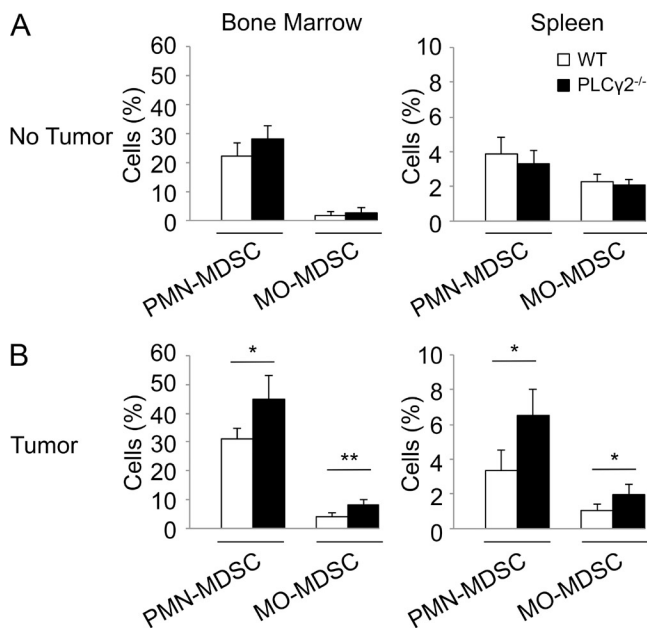 A
Bone Marrow
Spleen
No Tumor
Cells (%)
60
50
40
30
20
10
0
PMN-MDSC
MO-MDSC
Cells (%)
10
8
6
4
2
0
WT
PLCγ2-/-
PMN-MDSC
MO-MDSC
B
Tumor
Cells (%)
60
50
40
30
20
10
0
*
**
PMN-MDSC
MO-MDSC
Cells (%)
10
8
6
4
2
0
*
*
PMN-MDSC
MO-MDSC